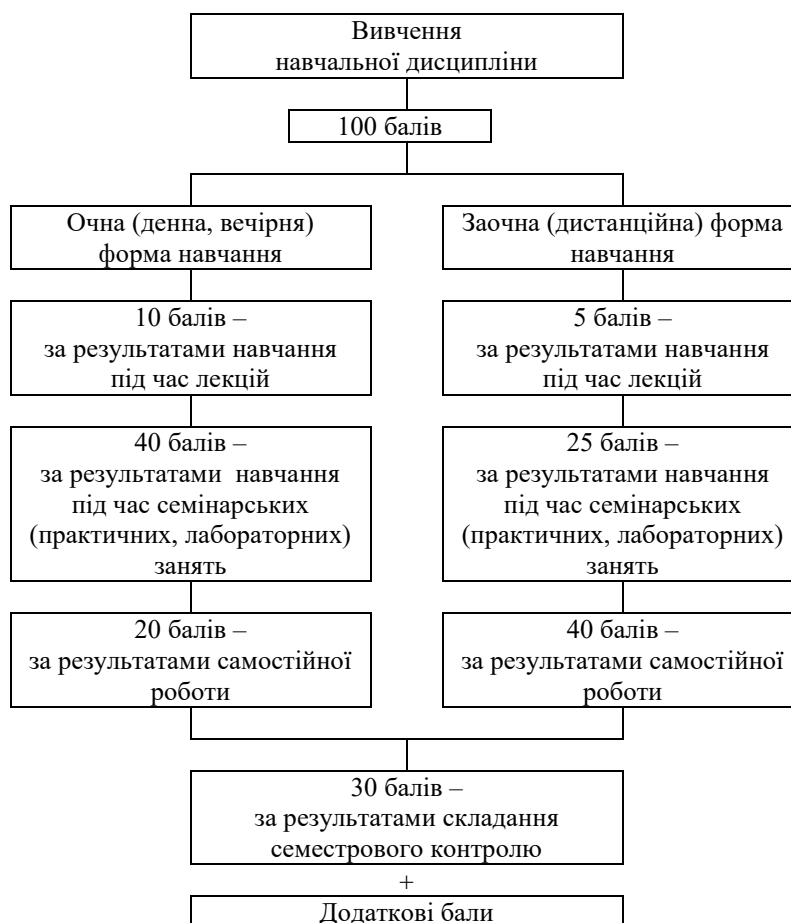 Вивчення
навчальної дисципліни
100 балів
Очна (денна, вечірня)
форма навчання
Заочна (дистанційна) форма
навчання
10 балів –
за результатами навчання
під час лекцій
5 балів –
за результатами навчання
під час лекцій
40 балів –
за результатами навчання
під час семінарських
(практичних, лабораторних)
занять
25 балів –
за результатами навчання
під час семінарських
(практичних, лабораторних)
занять
20 балів –
за результатами самостійної
роботи
40 балів –
за результатами самостійної
роботи
30 балів –
за результатами складання
семестрового контролю
+
Додаткові бали